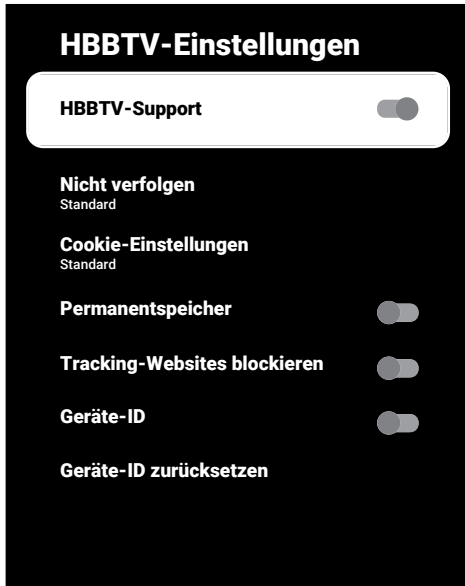 HBBTV-Einstellungen
HBBTV-Support
Nicht verfolgen
Standard
Cookie-Einstellungen
Standard
Permanentspeicher
Tracking-Websites blockieren
Geräte-ID
Geräte-ID zurücksetzen